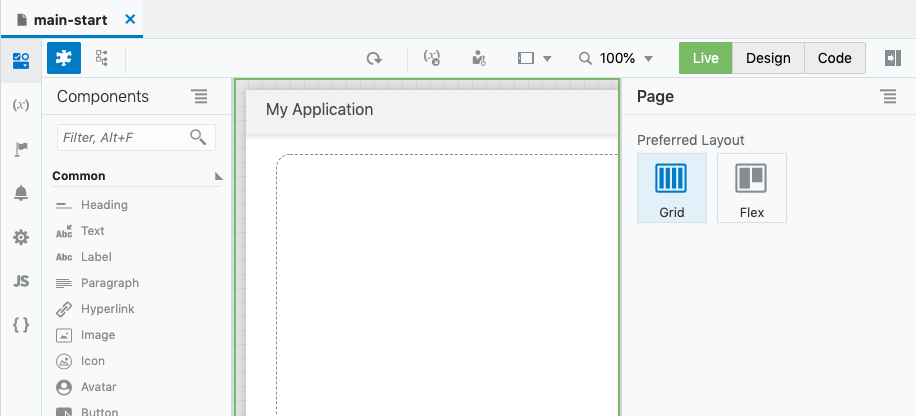 main-start
100%
Live
Design
Code
(x)
JS
{ }
Components
Filter, Alt+F
Common
Heading
Abc Text
Abc Label
Paragraph
Hyperlink
Image
Icon
Avatar
Button
My Application
Page
Preferred Layout
Grid
Flex